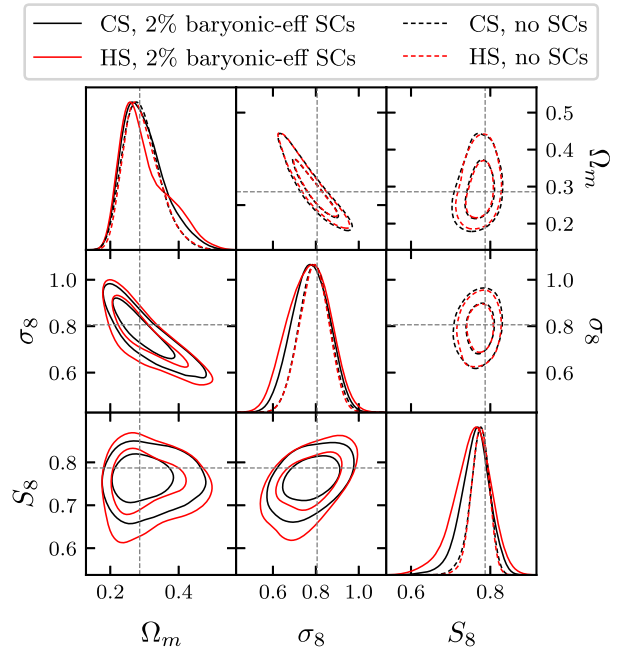 CS, 2% baryonic-eff SCs CS, no SCs
HS, 2% baryonic-eff SCs HS, no SCs
0.5
0.4
0.3
0.2
Ωm
1.0
0.8
0.6
σ8
1.0
0.8
0.6
σ8
0.8
0.7
0.6
S8
0.2 0.4 0.6 0.8 1.0 0.8
Ωm σ8 S8